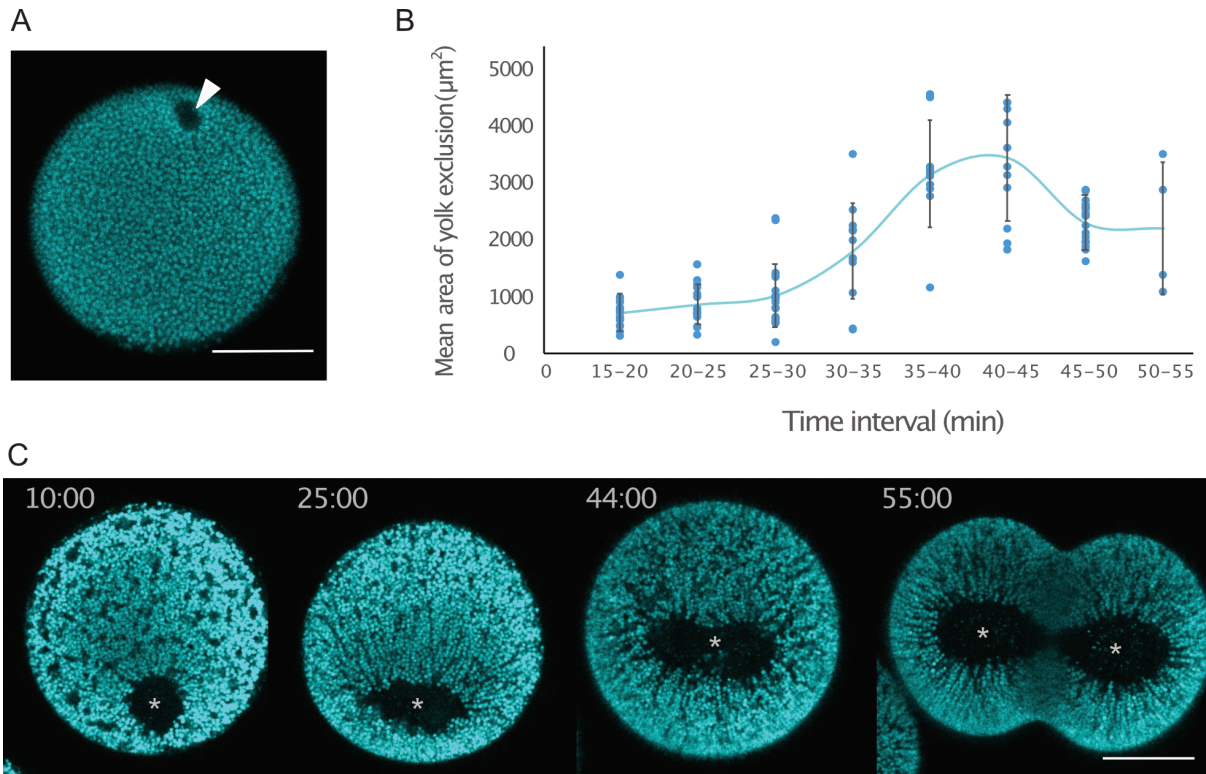 A
B
Mean area of yolk exclusion (µm²)
5000
4000
3000
2000
1000
0
0 15–20 20–25 25–30 30–35 35–40 40–45 45–50 50–55
Time interval (min)
C
10:00 25:00 44:00 55:00
* * * * *